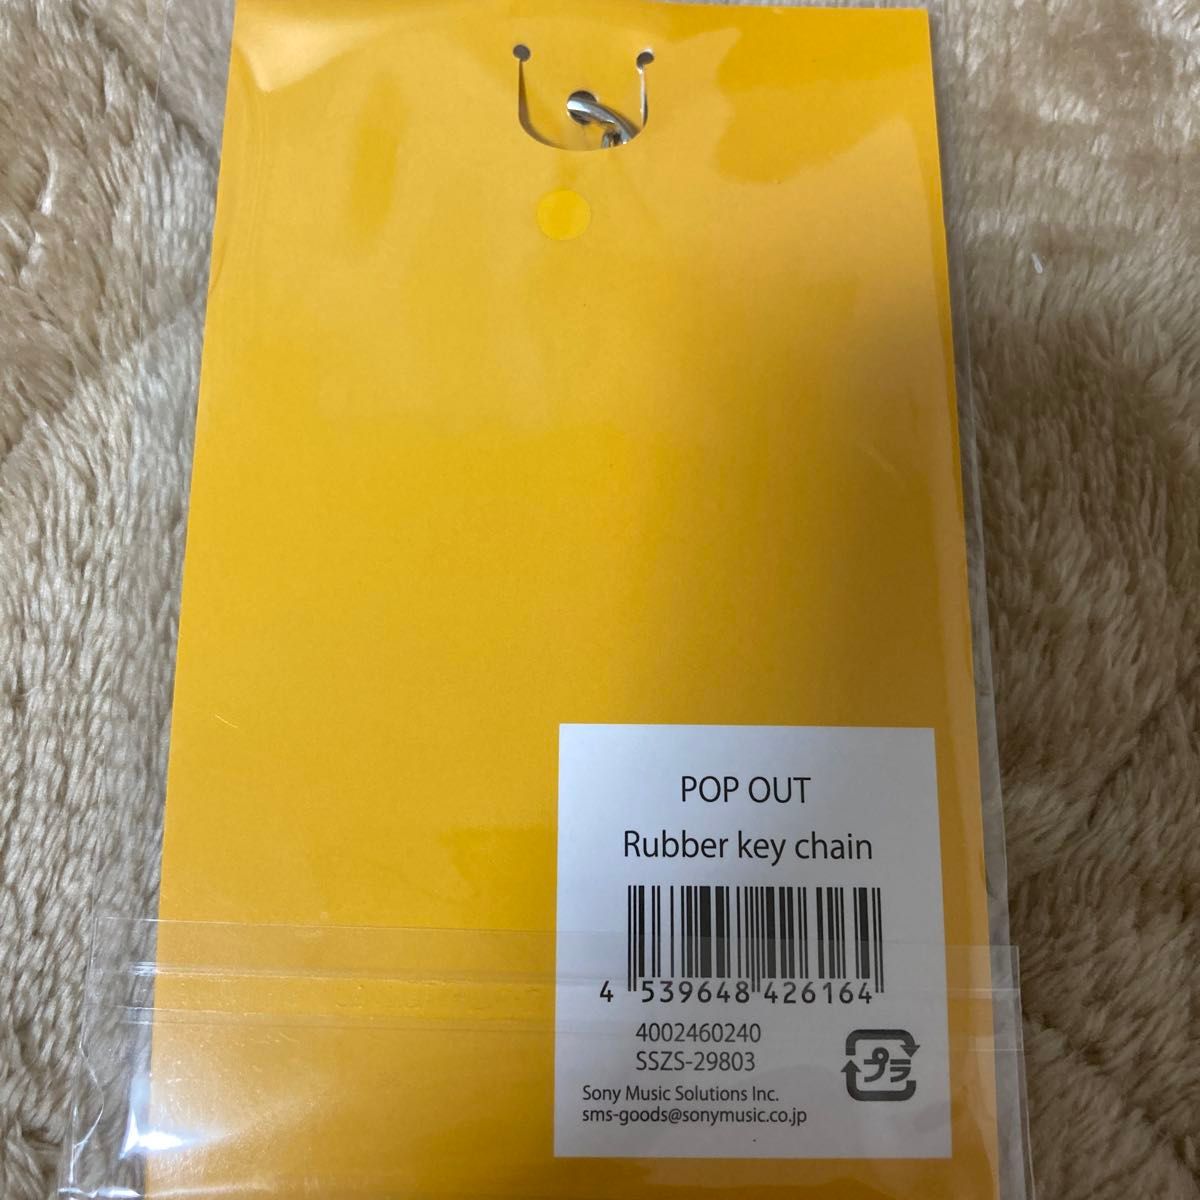 POP OUT
Rubber key chain
4 539648 426164
4002460240
SSZS-29803
プラ
Sony Music Solutions Inc.
sms-goods@sonymusic.co.jp